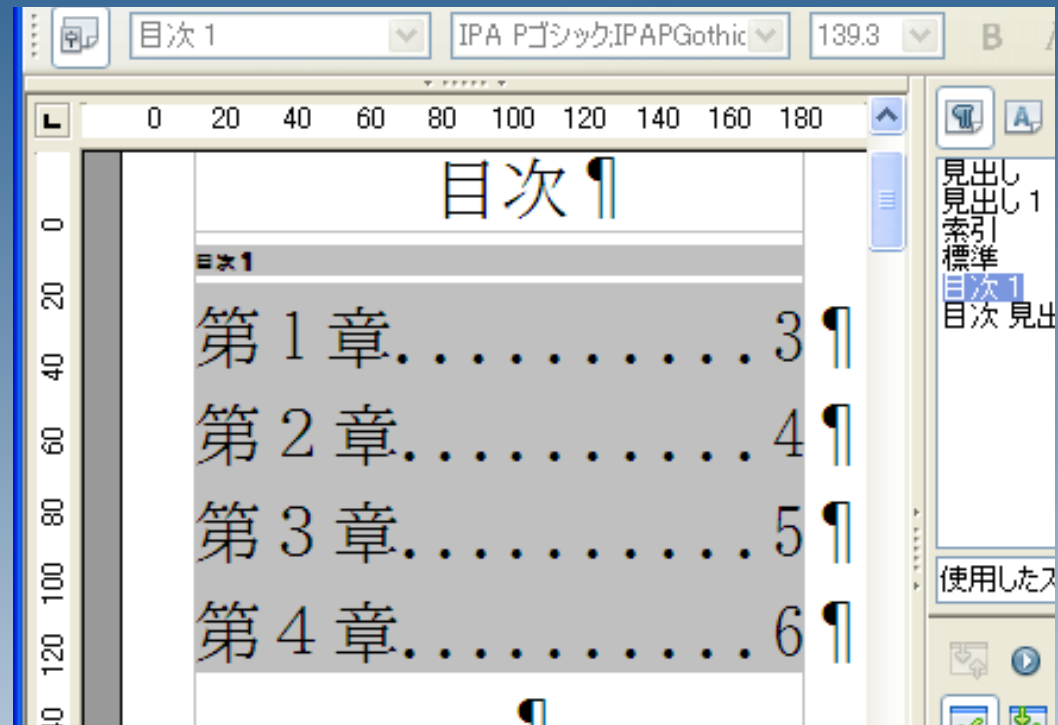 目次 1 IPA Pゴシック;IPAPGothic 139.3 B
0 20 40 60 80 100 120 140 160 180
目次¶
目次1¶
第1章...........3¶
第2章...........4¶
第3章...........5¶
第4章...........6¶
¶
0
20
40
60
80
100
120
見出し
見出し 1
索引
標準
目次 1
目次 見出
使用したス